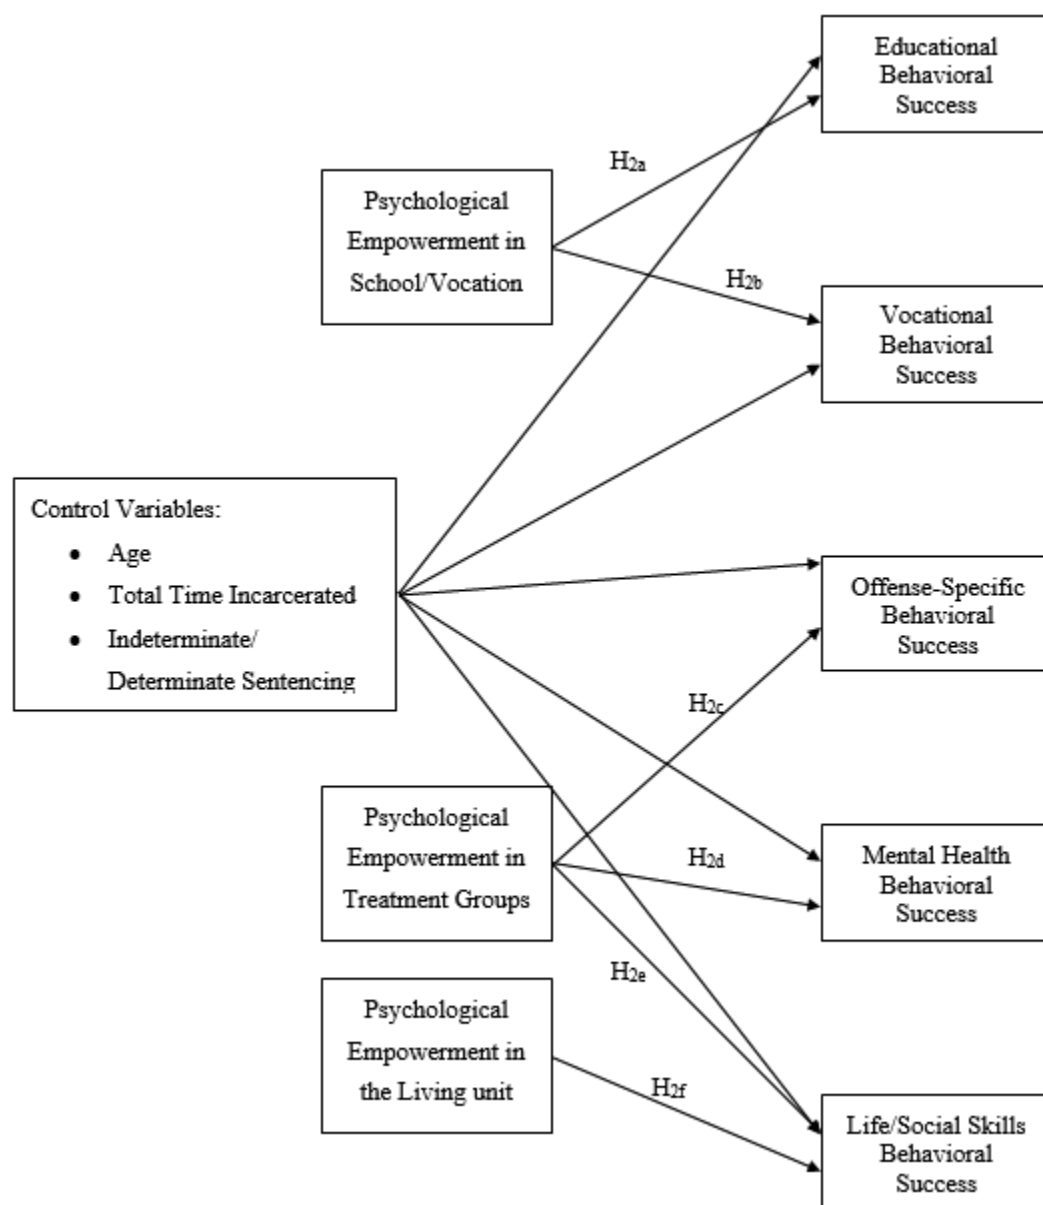 Educational
Behavioral
Success
H2a
Psychological
Empowerment in
School/Vocation
H2b
Vocational
Behavioral
Success
Control Variables:
• Age
• Total Time Incarcerated
• Indeterminate/
Determinate Sentencing
Offense-Specific
Behavioral
Success
H2c
Psychological
Empowerment in
Treatment Groups
H2d
Mental Health
Behavioral
Success
H2e
Psychological
Empowerment in
the Living unit
H2f
Life/Social Skills
Behavioral
Success